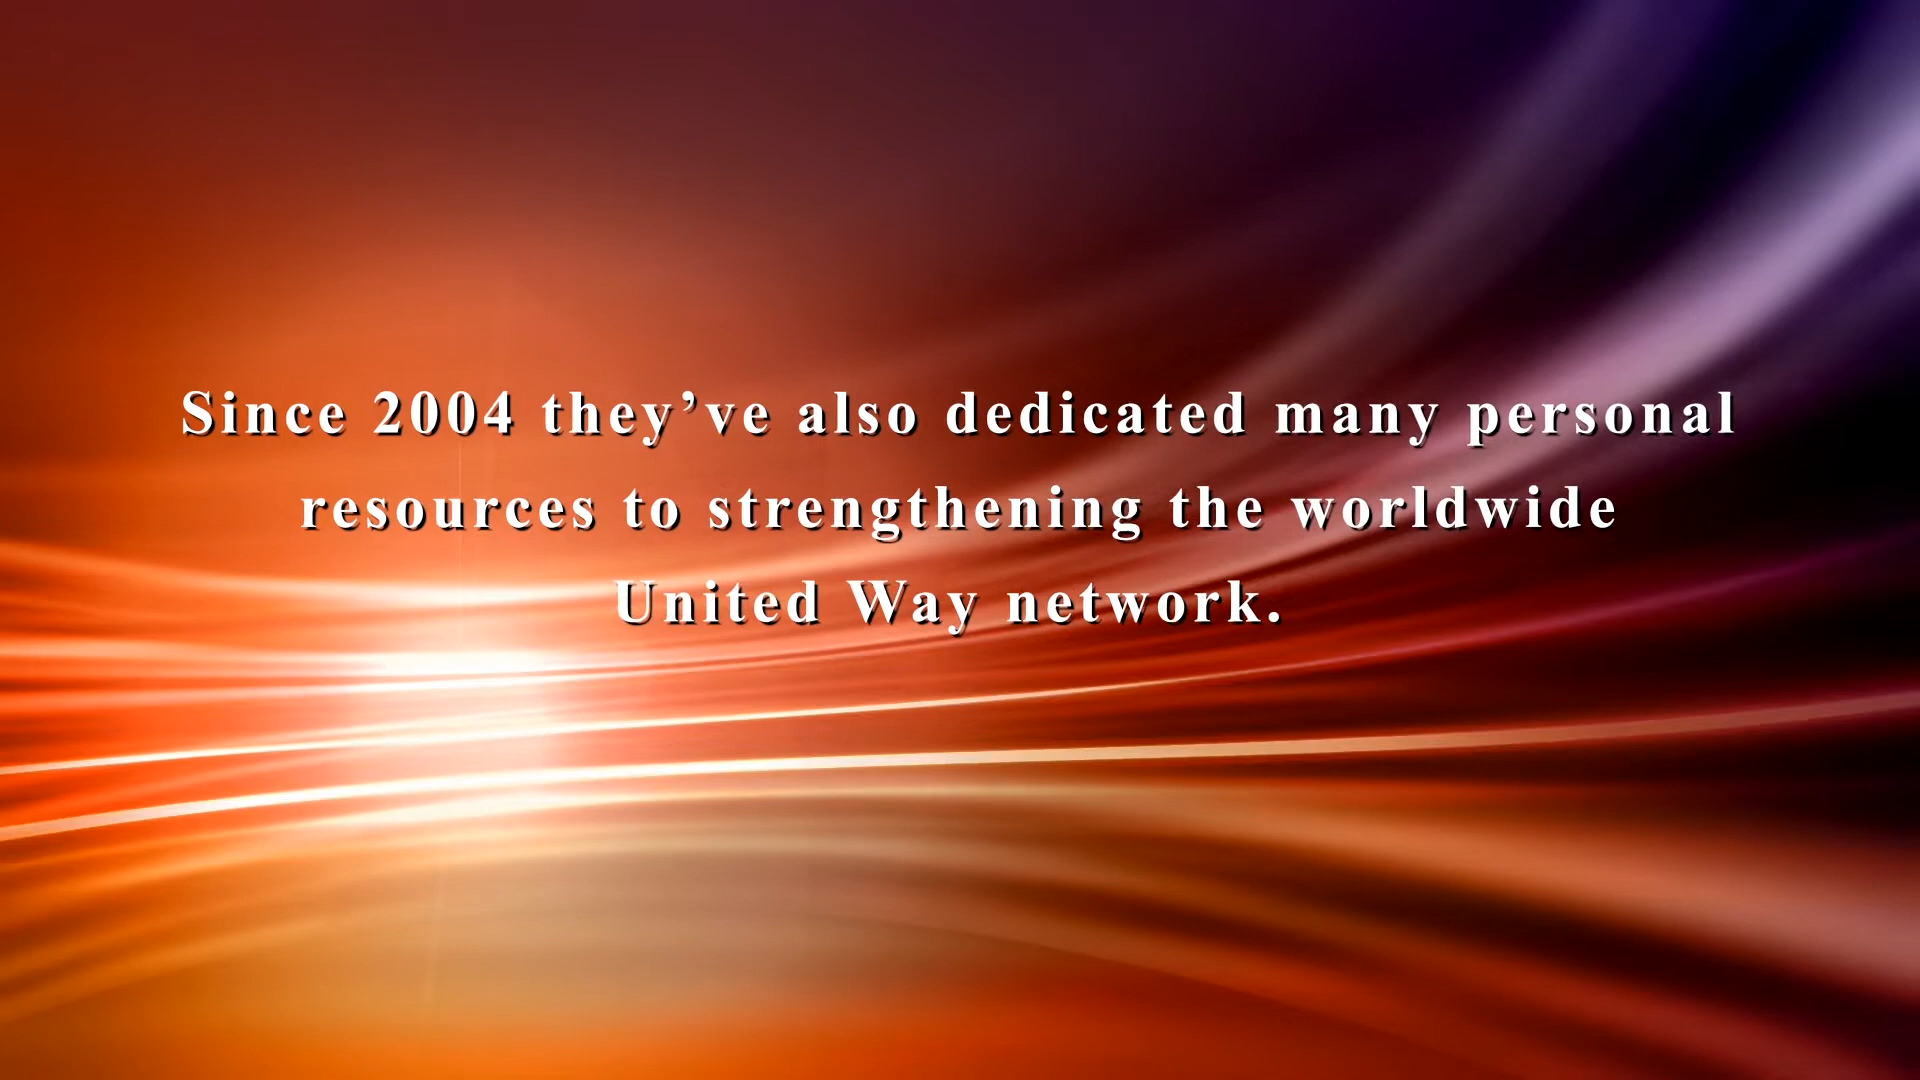 Since 2004 they’ve also dedicated many personal
resources to strengthening the worldwide
United Way network.